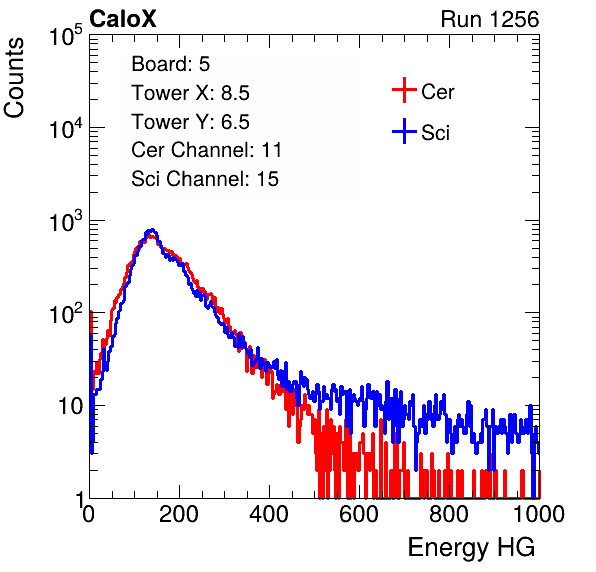 CaloX Run 1256
Counts
10^5
10^4
10^3
10^2
10
1
Board: 5
Tower X: 8.5
Tower Y: 6.5
Cer Channel: 11
Sci Channel: 15
Cer
Sci
0 200 400 600 800 1000
Energy HG